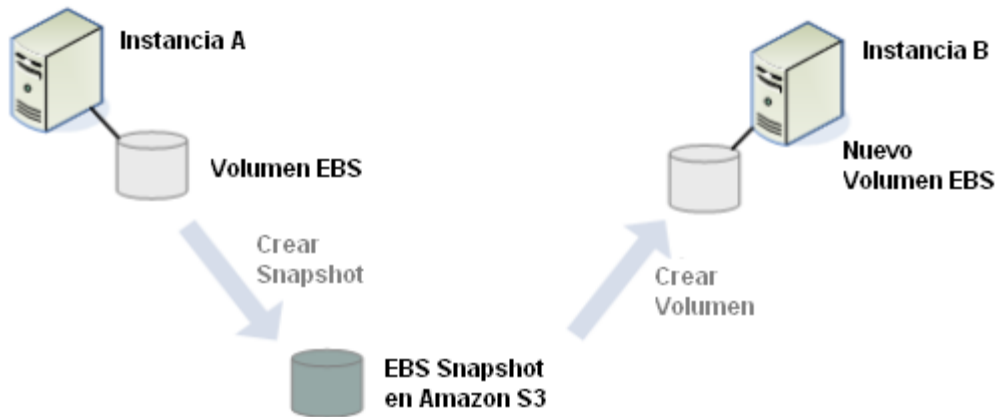 Instancia A
Volumen EBS
Crear
Snapshot
EBS Snapshot
en Amazon S3
Crear
Volumen
Instancia B
Nuevo
Volumen EBS